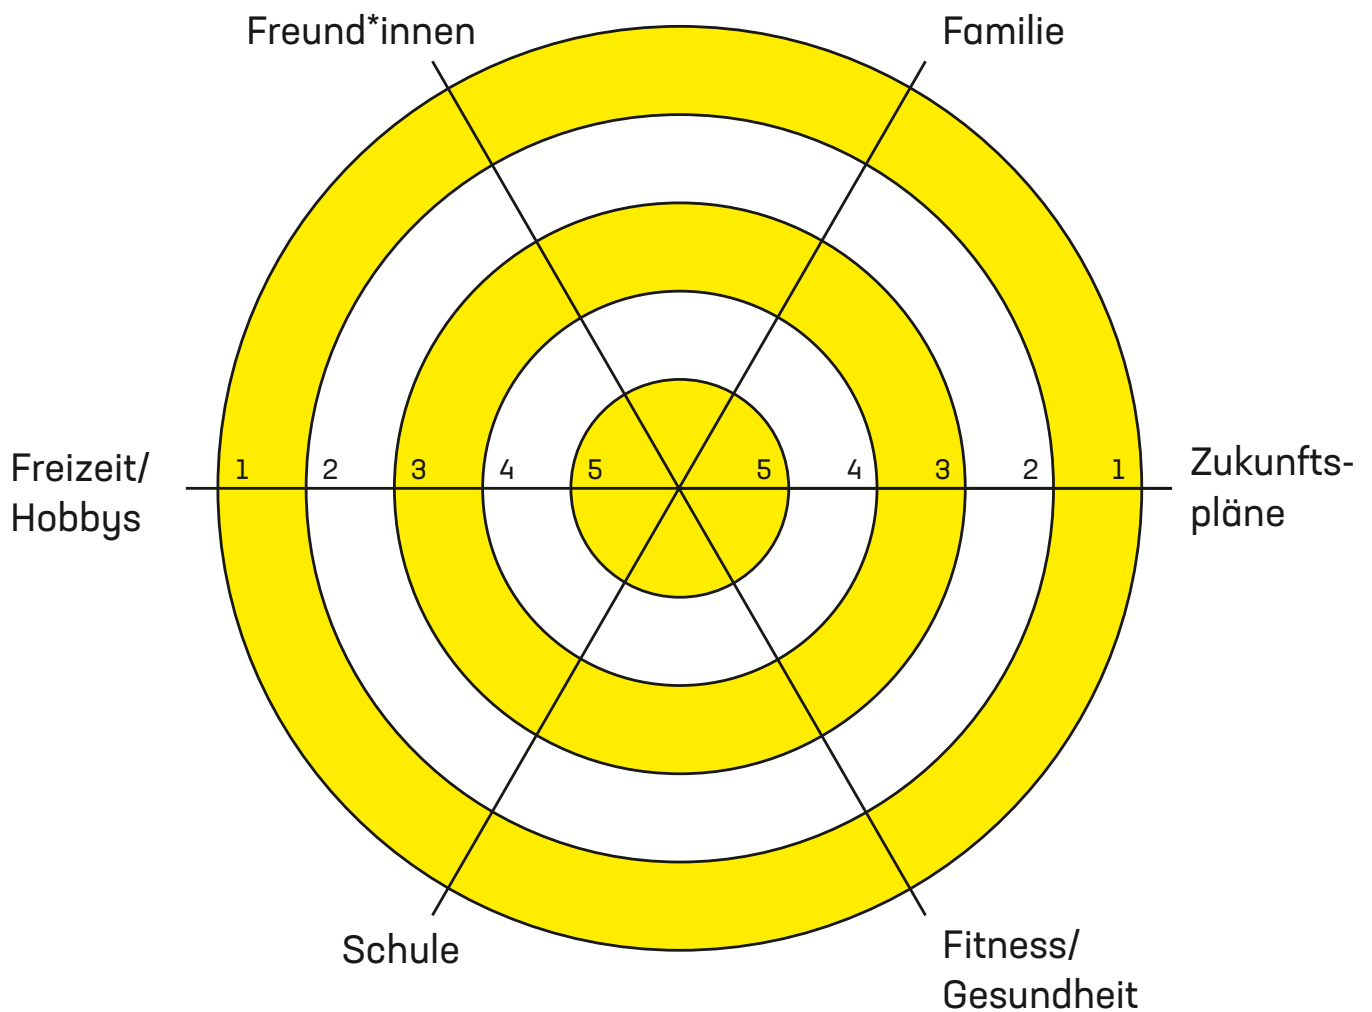 Freund*innen
Familie
Freizeit/
Hobbys
1 2 3 4 5 5 4 3 2 1
Zukunfts-
pläne
Schule
Fitness/
Gesundheit